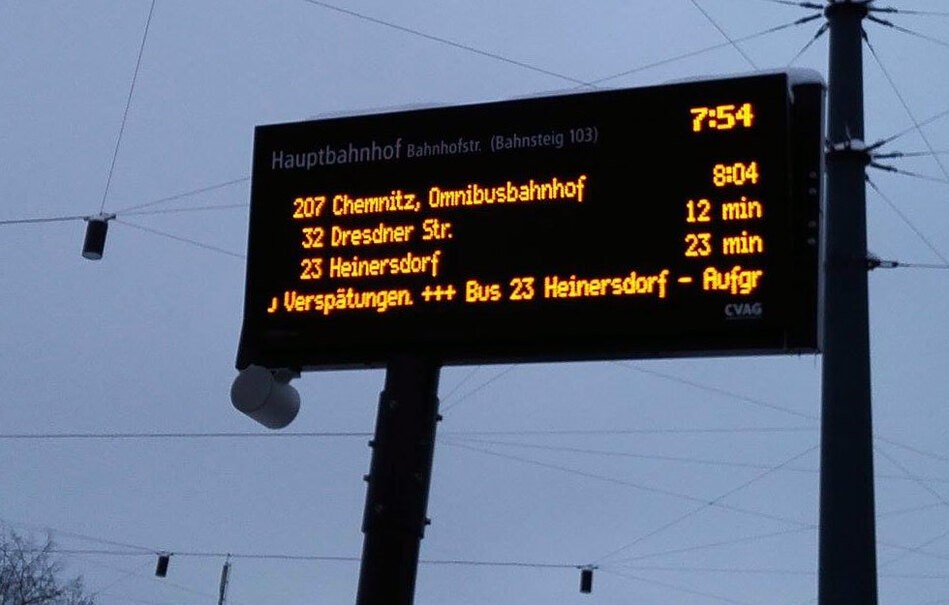 7:54
Hauptbahnhof Bahnhofstr. (Bahnsteig 103)
207 Chemnitz, Omnibusbahnhof 8:04
32 Dresdner Str. 12 min
23 Heinersdorf 23 min
Verspätungen. +++ Bus 23 Heinersdorf - Aufgr
CVAG